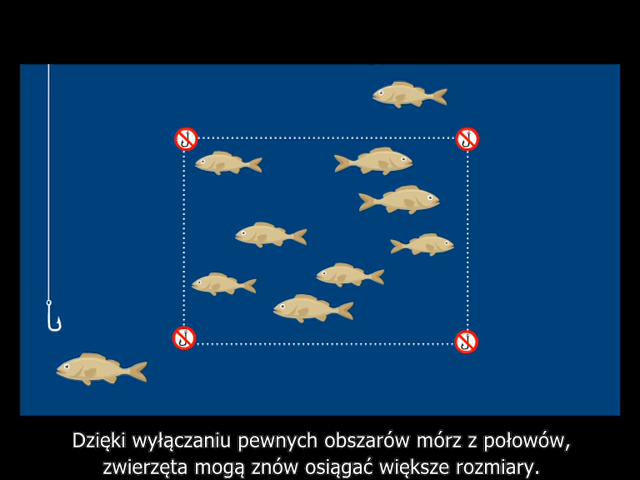 Dzięki wyłączaniu pewnych obszarów mórz z połowów,
zwierzęta mogą znów osiągać większe rozmiary.